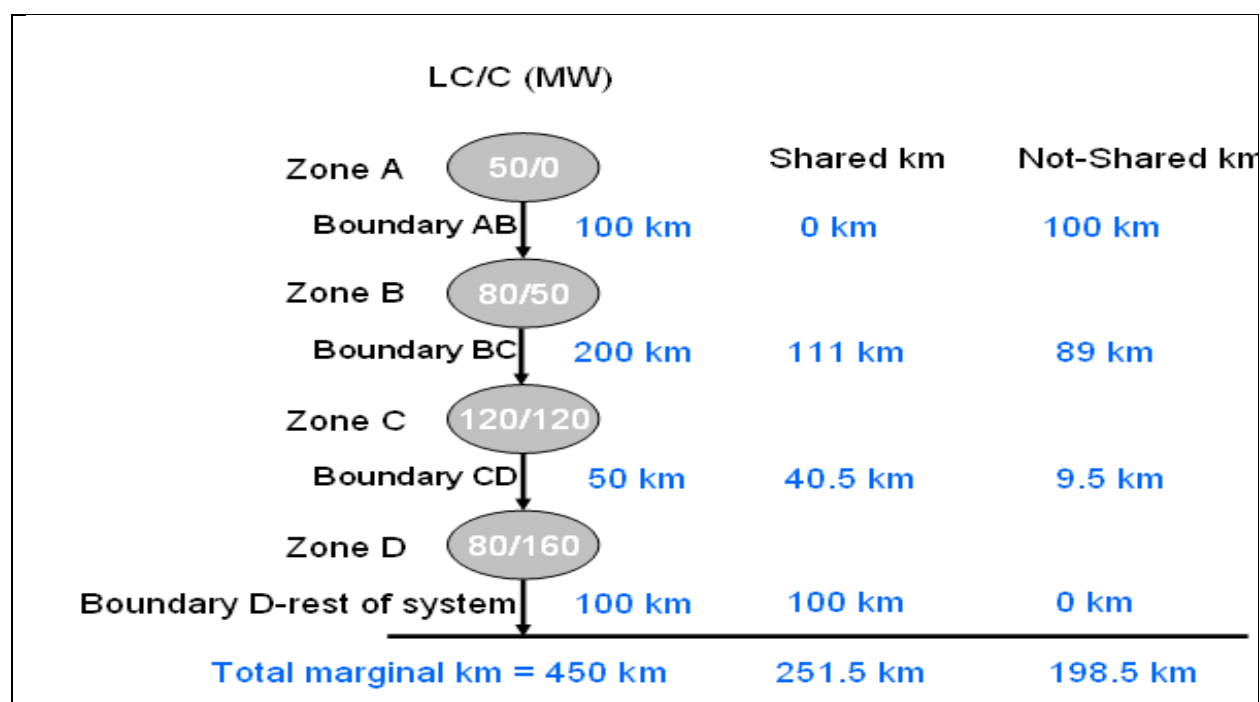 LC/C (MW)
Zone A 50/0 Shared km Not-Shared km
Boundary AB 100 km 0 km 100 km
Zone B 80/50
Boundary BC 200 km 111 km 89 km
Zone C 120/120
Boundary CD 50 km 40.5 km 9.5 km
Zone D 80/160
Boundary D-rest of system 100 km 100 km 0 km
Total marginal km = 450 km 251.5 km 198.5 km